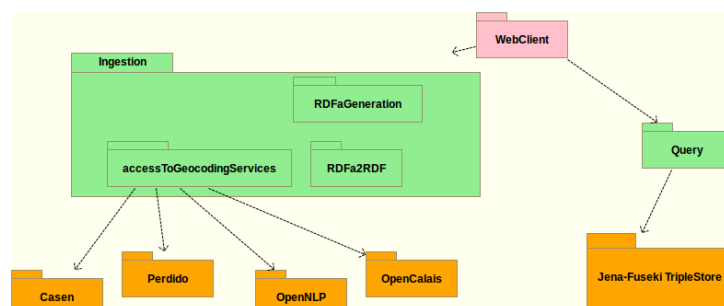 WebClient
Ingestion
RDFaGeneration
Query
accessToGeocodingServices
RDFa2RDF
Casen
Perdido
OpenNLP
OpenCalais
Jena-Fuseki TripleStore